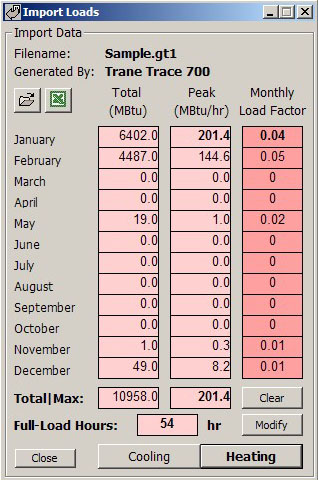 Import Loads
Import Data
Filename: Sample.gt1
Generated By: Trane Trace 700
Total Peak Monthly
(MBtu) (MBtu/hr) Load Factor
January 6402.0 201.4 0.04
February 4487.0 144.6 0.05
March 0.0 0.0 0
April 0.0 0.0 0
May 19.0 1.0 0.02
June 0.0 0.0 0
July 0.0 0.0 0
August 0.0 0.0 0
September 0.0 0.0 0
October 0.0 0.0 0
November 1.0 0.3 0.01
December 49.0 8.2 0.01
Total|Max: 10958.0 201.4 Clear
Full-Load Hours: 54 hr Modify
Close Cooling Heating